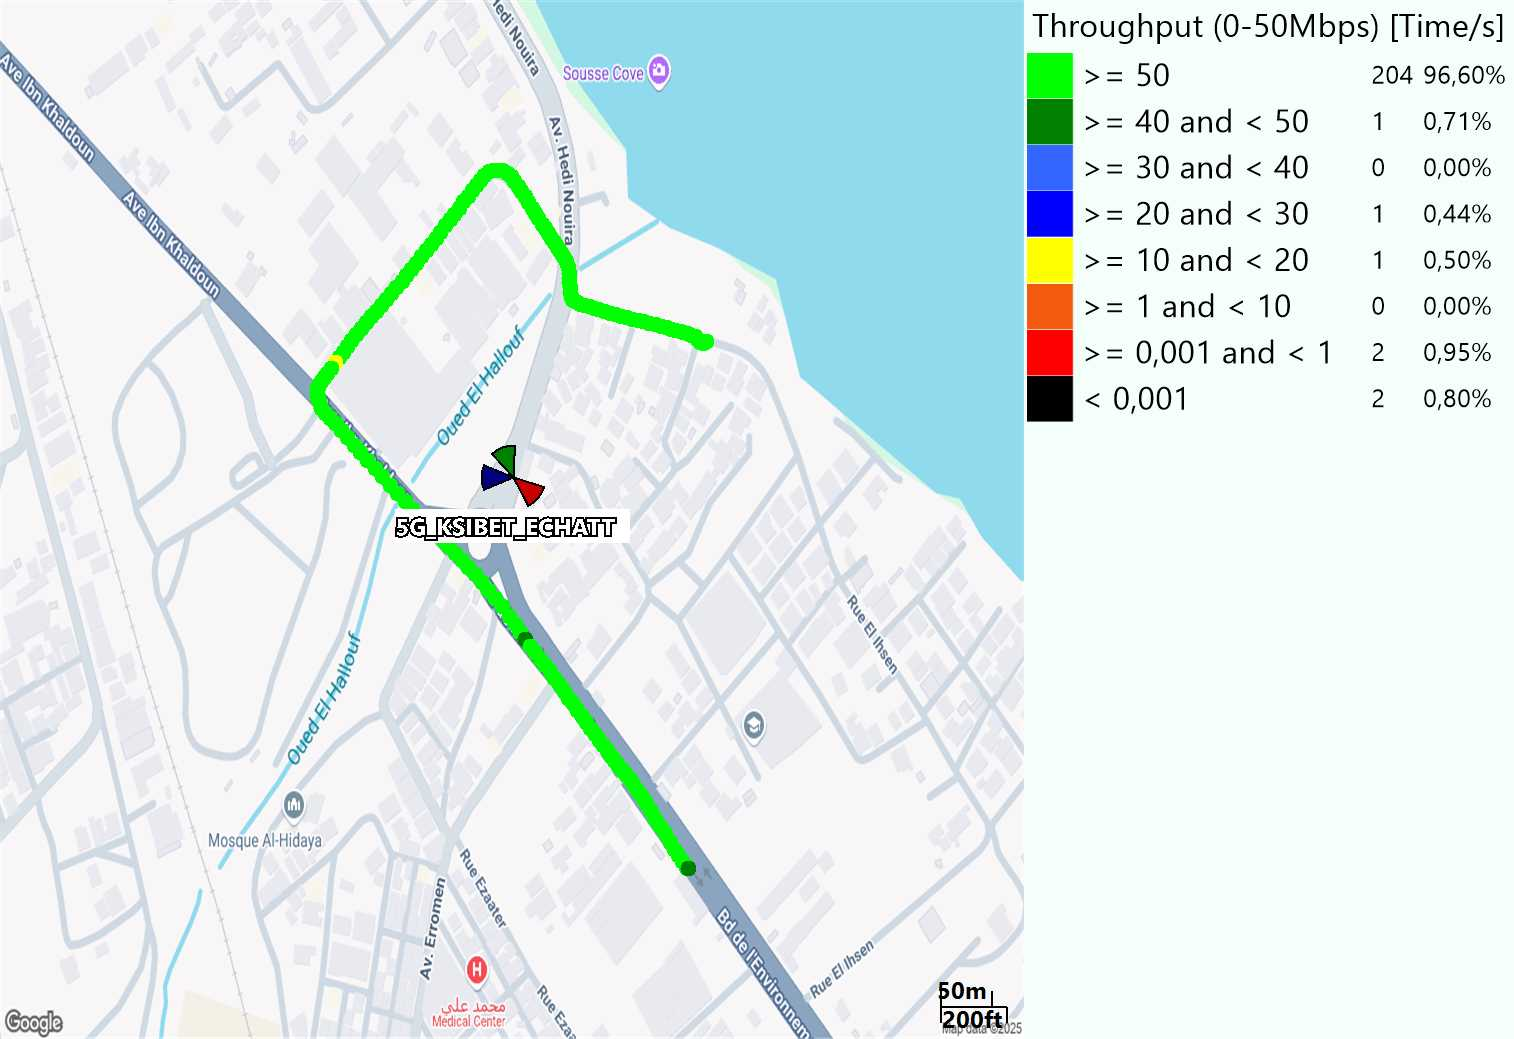 Ave Ibn Khaldoun
Hedi Nouira
Sousse Cove
Av. Hedi Nouira
Ave Ibn Khaldoun
Oued El Hallouf
5G_KSIBET_ECHATT
Rue El Ihsen
Oued El Hallouf
Mosque Al-Hidaya
Rue Ezaater
Av. Erromen
Bd de l'Environnem
Rue El Ihsen
H
محمد علي
Medical Center
Rue Ezaa
50m
200ft
Google
Map data ©2025
Throughput (0-50Mbps) [Time/s]
>= 50 204 96,60%
>= 40 and < 50 1 0,71%
>= 30 and < 40 0 0,00%
>= 20 and < 30 1 0,44%
>= 10 and < 20 1 0,50%
>= 1 and < 10 0 0,00%
>= 0,001 and < 1 2 0,95%
< 0,001 2 0,80%